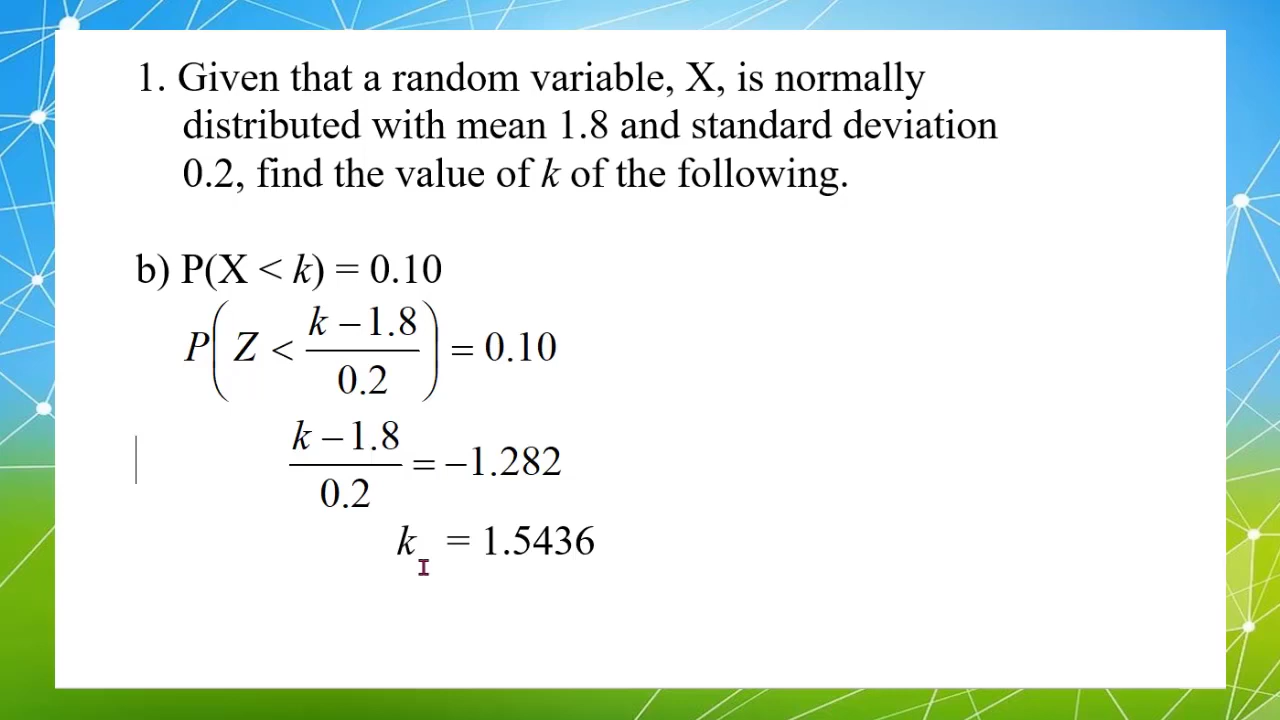 1. Given that a random variable, X, is normally
distributed with mean 1.8 and standard deviation
0.2, find the value of k of the following.
b) P(X < k) = 0.10
P(Z < (k − 1.8)/0.2) = 0.10
(k − 1.8)/0.2 = −1.282
k = 1.5436